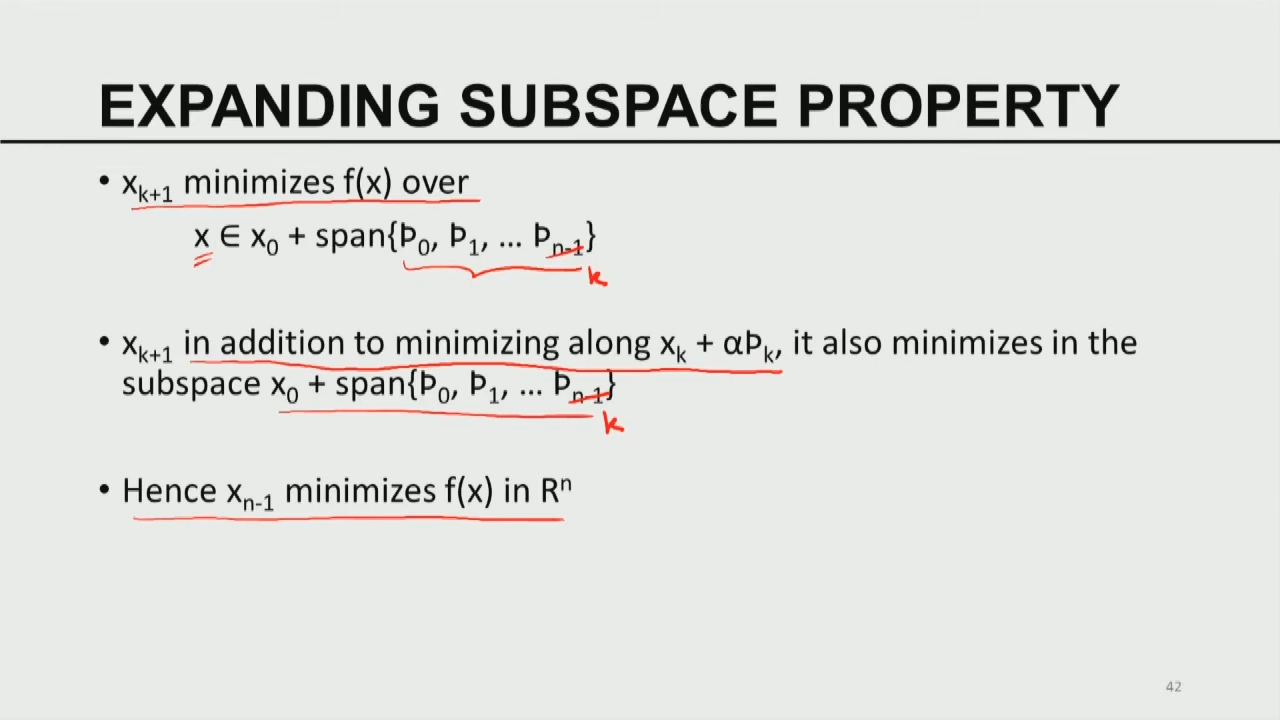 EXPANDING SUBSPACE PROPERTY
• xₖ₊₁ minimizes f(x) over
x ∈ x₀ + span{Þ₀, Þ₁, ... Þₙ₋₁}
k
• xₖ₊₁ in addition to minimizing along xₖ + αÞₖ, it also minimizes in the
subspace x₀ + span{Þ₀, Þ₁, ... Þₙ₋₁}
k
• Hence xₙ₋₁ minimizes f(x) in Rⁿ
42